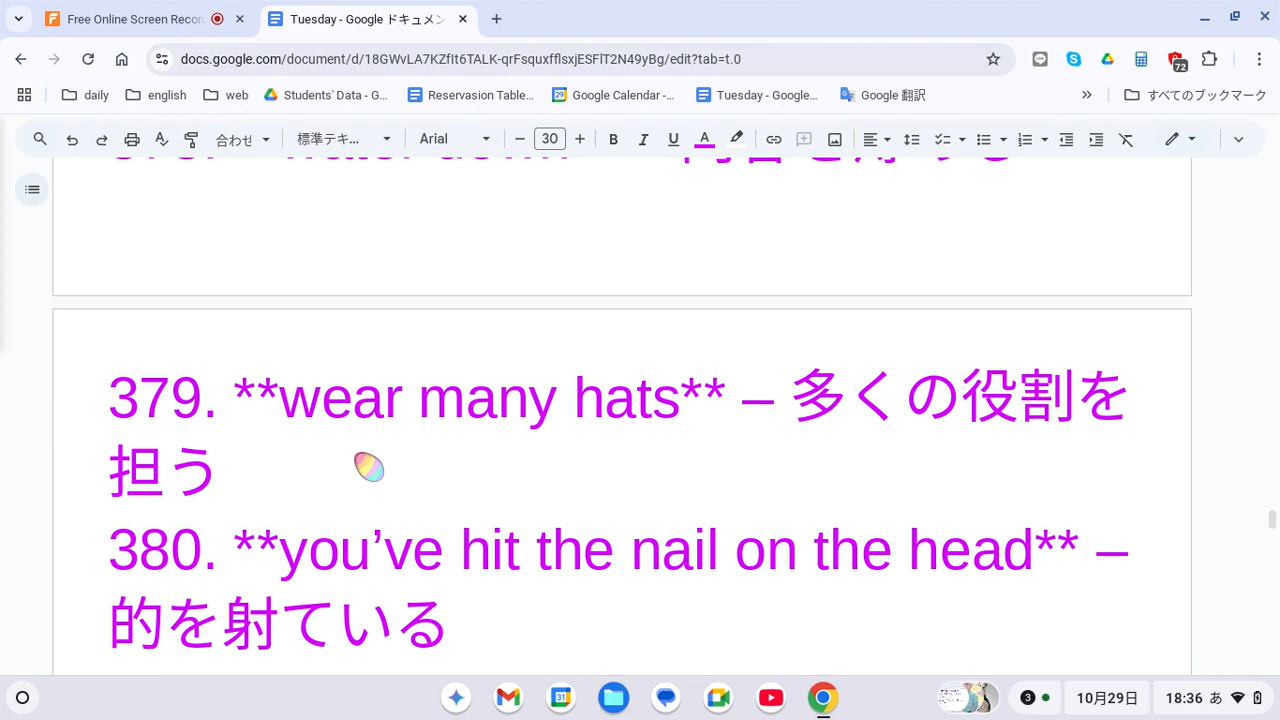 Free Online Screen Recor
Tuesday - Google ドキュメン
docs.google.com/document/d/
/edit?tab=t.0
72
daily
english
web
Students' Data - G...
Reservasion Table...
Google Calendar -...
Tuesday - Google...
Google 翻訳
すべてのブックマーク
合わせ
標準テキ...
Arial
30
B
I
U
A
379. **wear many hats** – 多くの役割を
担う
380. **you’ve hit the nail on the head** –
的を射ている
3
10月29日
18:36
あ